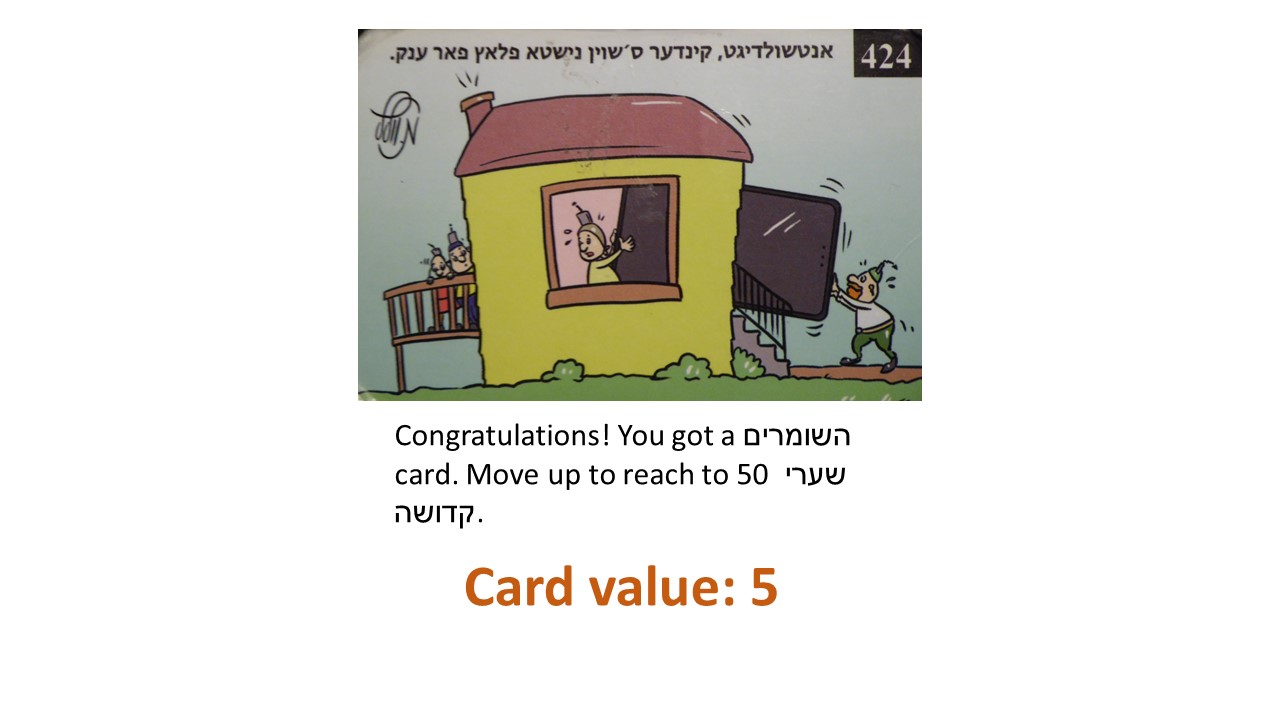 אנטשולדיגט, קינדער ס׳שוין נישטא פלאץ פאר ענק.
424
Congratulations! You got a השומרים
card. Move up to reach to 50 שערי
קדושה.
Card value: 5